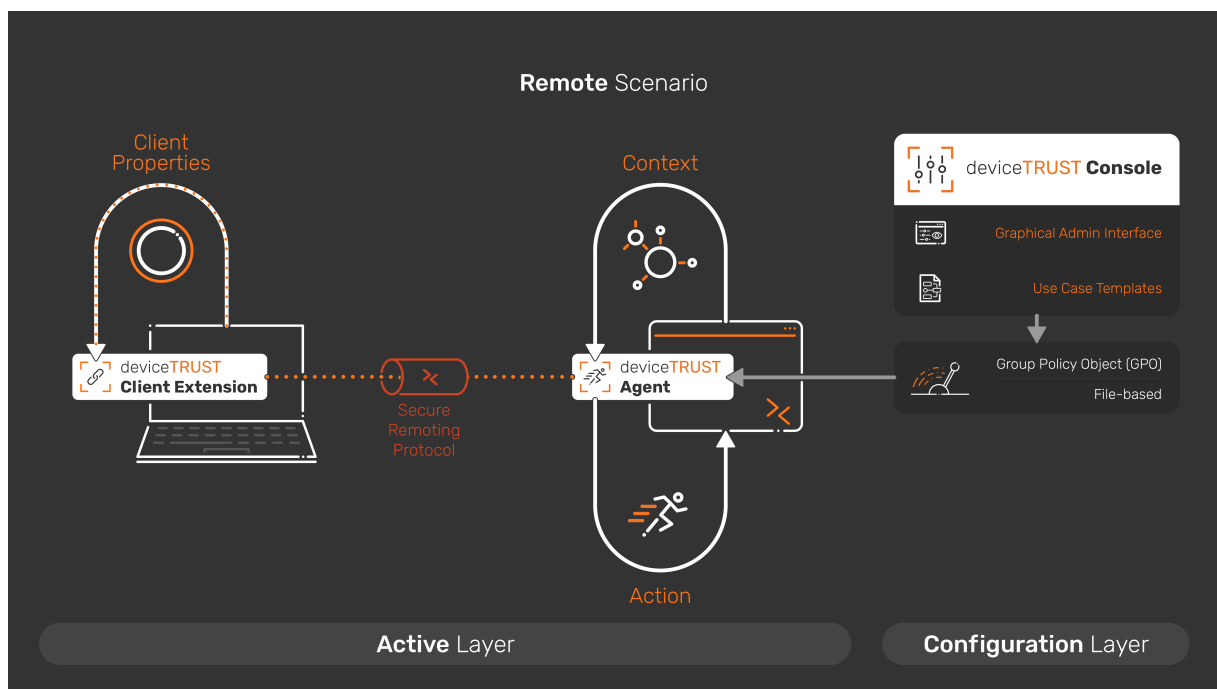 Remote Scenario
Client
Properties
Context
deviceTRUST Console
Graphical Admin Interface
Use Case Templates
deviceTRUST
Client Extension
Secure
Remoting
Protocol
deviceTRUST
Agent
Group Policy Object (GPO)
File-based
Action
Active Layer
Configuration Layer